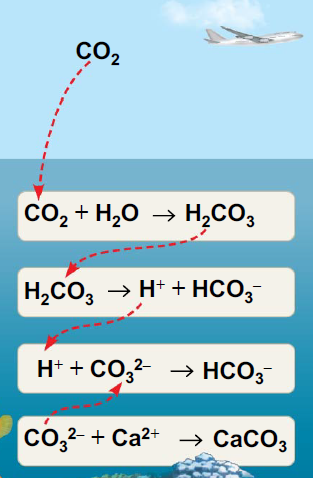 CO₂
CO₂ + H₂O → H₂CO₃
H₂CO₃ → H⁺ + HCO₃⁻
H⁺ + CO₃²⁻ → HCO₃⁻
CO₃²⁻ + Ca²⁺ → CaCO₃